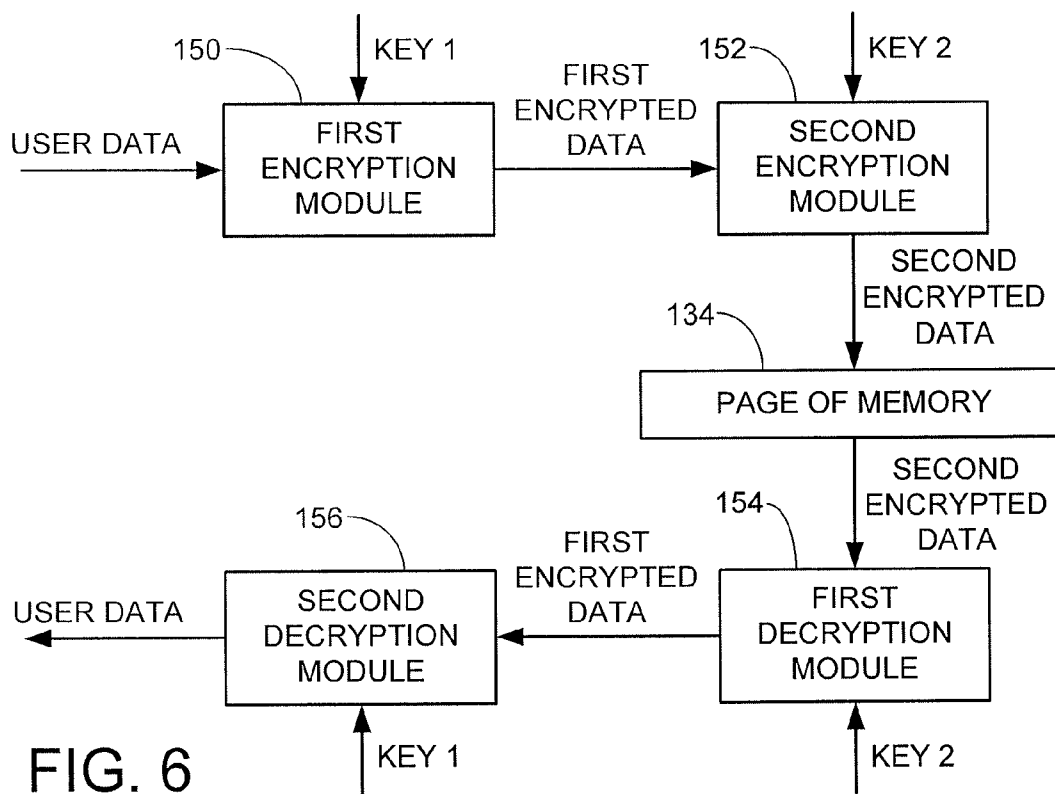 150
KEY 1
152
KEY 2
USER DATA
FIRST
ENCRYPTION
MODULE
FIRST
ENCRYPTED
DATA
SECOND
ENCRYPTION
MODULE
SECOND
ENCRYPTED
DATA
134
PAGE OF MEMORY
SECOND
ENCRYPTED
DATA
156
154
USER DATA
SECOND
DECRYPTION
MODULE
FIRST
ENCRYPTED
DATA
FIRST
DECRYPTION
MODULE
KEY 1
KEY 2
FIG. 6